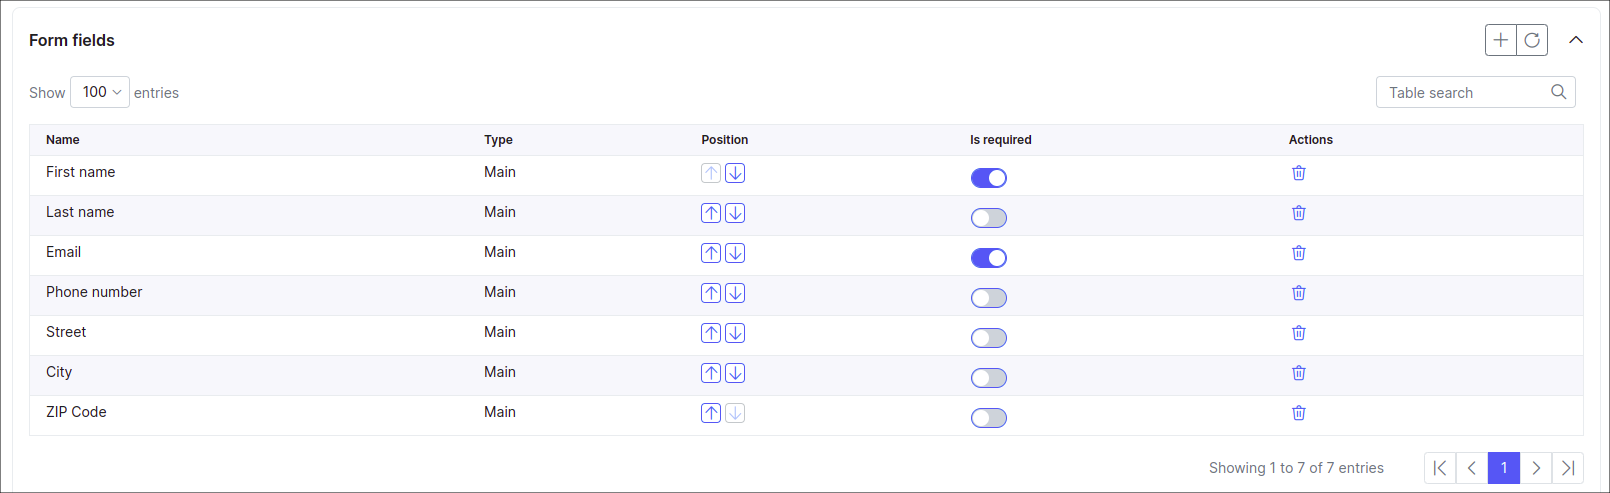 Form fields
Show 100 entries
Table search
Name Type Position Is required Actions
First name Main
Last name Main
Email Main
Phone number Main
Street Main
City Main
ZIP Code Main
Showing 1 to 7 of 7 entries 1